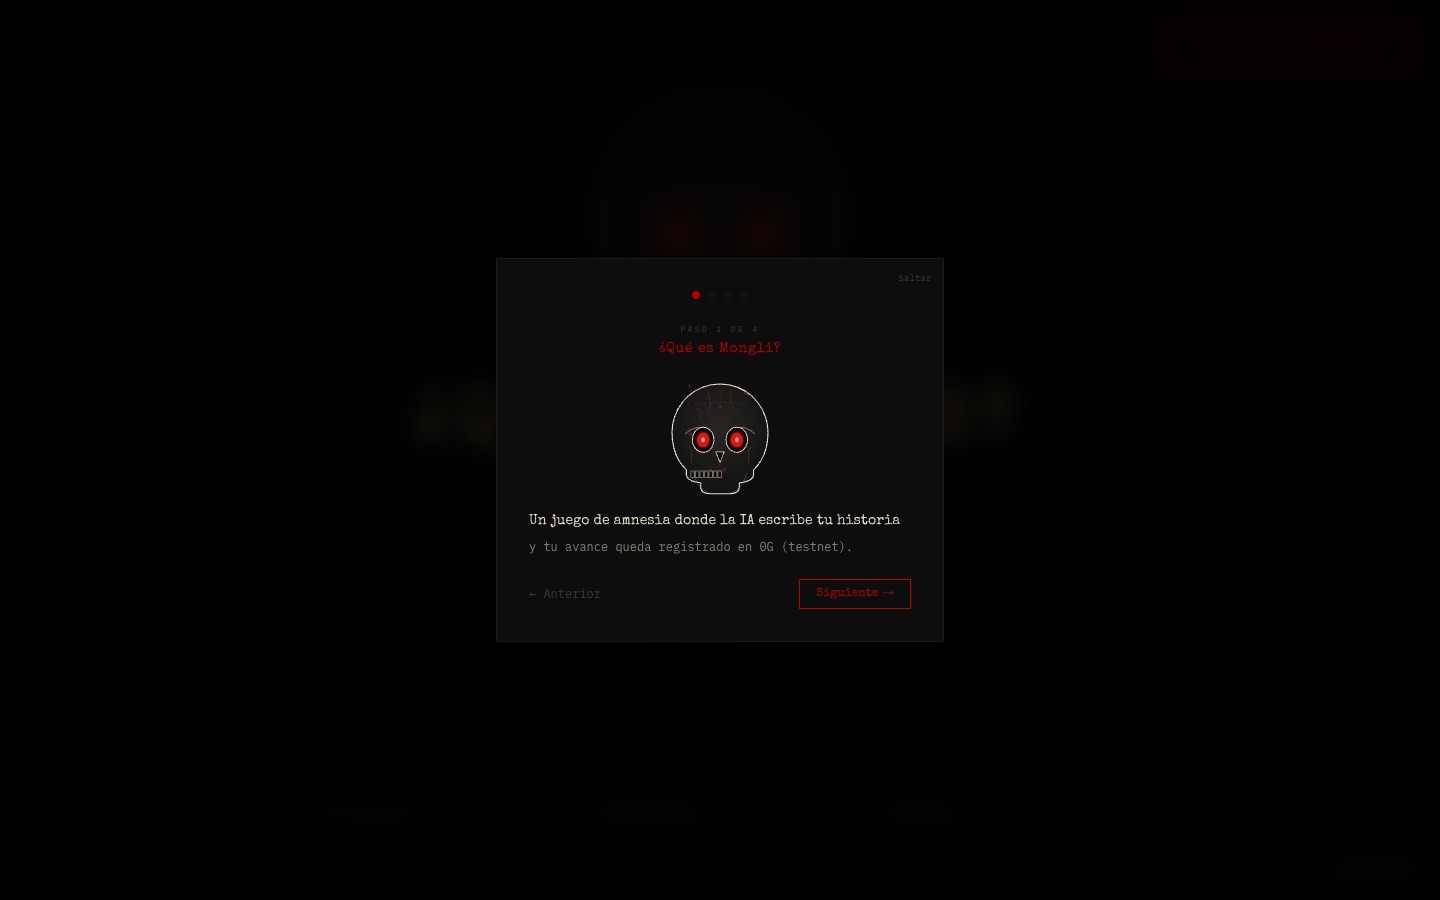 Saltar
PASO 1 DE 4
¿Qué es Mongli?
Un juego de amnesia donde la IA escribe tu historia
y tu avance queda registrado en 0G (testnet).
← Anterior
Siguiente →